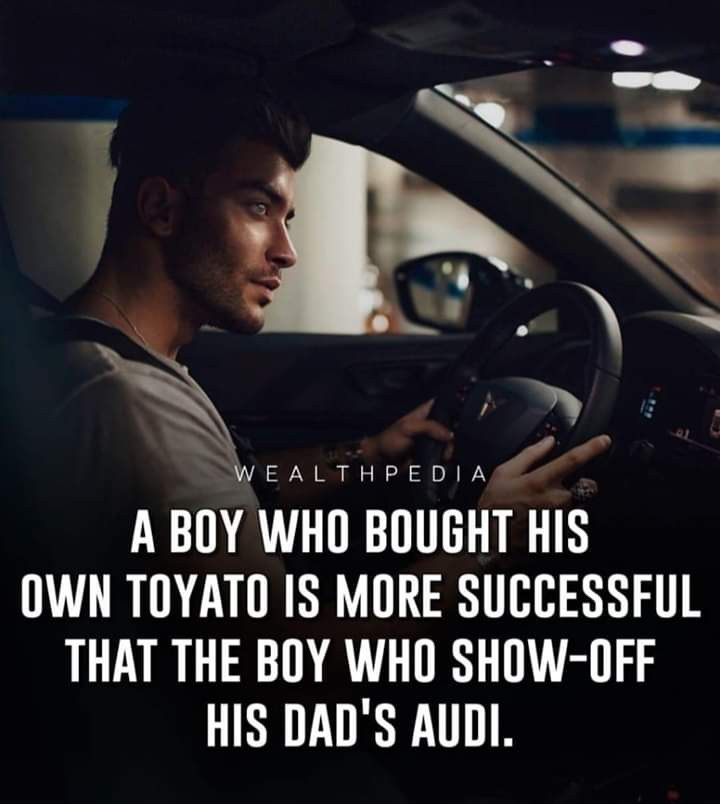 WEALTHPEDIA
A BOY WHO BOUGHT HIS
OWN TOYATO IS MORE SUCCESSFUL
THAT THE BOY WHO SHOW-OFF
HIS DAD'S AUDI.